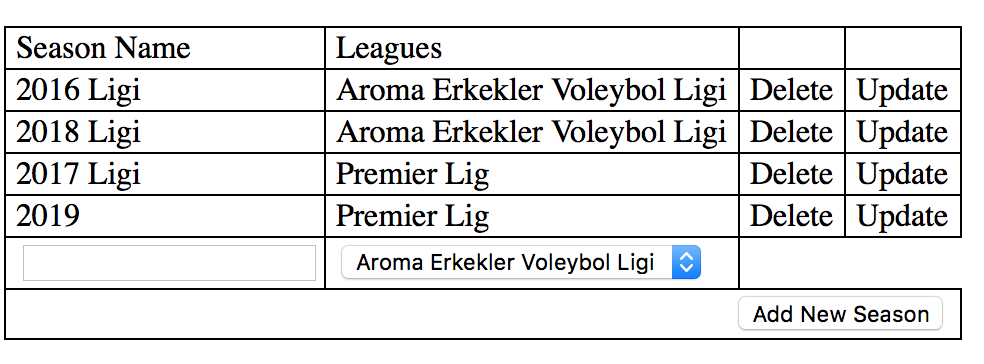 Season Name Leagues
2016 Ligi Aroma Erkekler Voleybol Ligi Delete Update
2018 Ligi Aroma Erkekler Voleybol Ligi Delete Update
2017 Ligi Premier Lig Delete Update
2019 Premier Lig Delete Update
Aroma Erkekler Voleybol Ligi
Add New Season